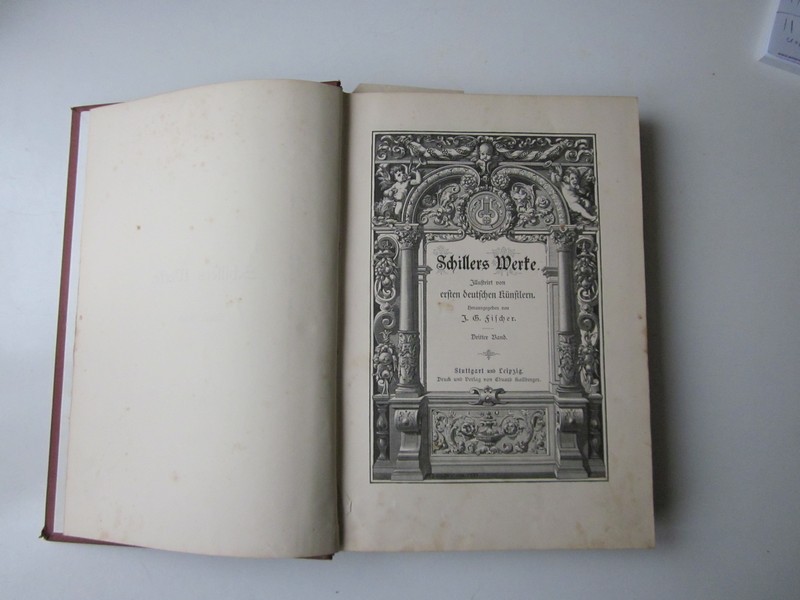 Schillers Werke.
Illustrirt von
ersten deutschen Künstlern.
Herausgegeben von
J. G. Fischer.
Dritter Band.
Stuttgart und Leipzig.
Druck und Verlag von Eduard Hallberger.